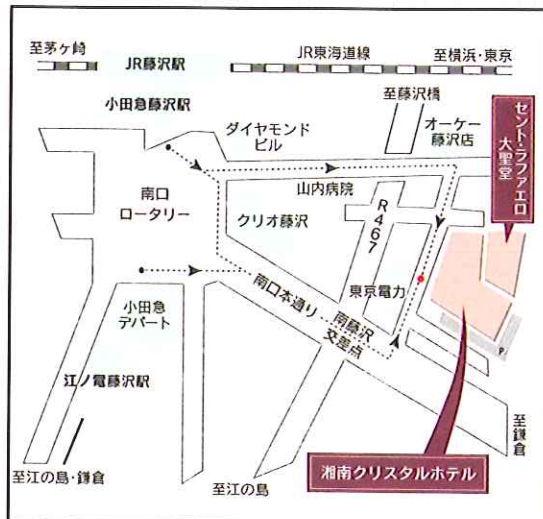 至茅ヶ崎
JR藤沢駅
JR東海道線
至横浜・東京
小田急藤沢駅
至藤沢橋
ダイヤモンド
ビル
オーケー
藤沢店
セント・ラファエロ
大聖堂
山内病院
南口
ロータリー
クリオ藤沢
R467
東京電力
南口本通り
南藤沢
交差点
小田急
デパート
江ノ電藤沢駅
P
至鎌倉
湘南クリスタルホテル
至江の島・鎌倉
至江の島